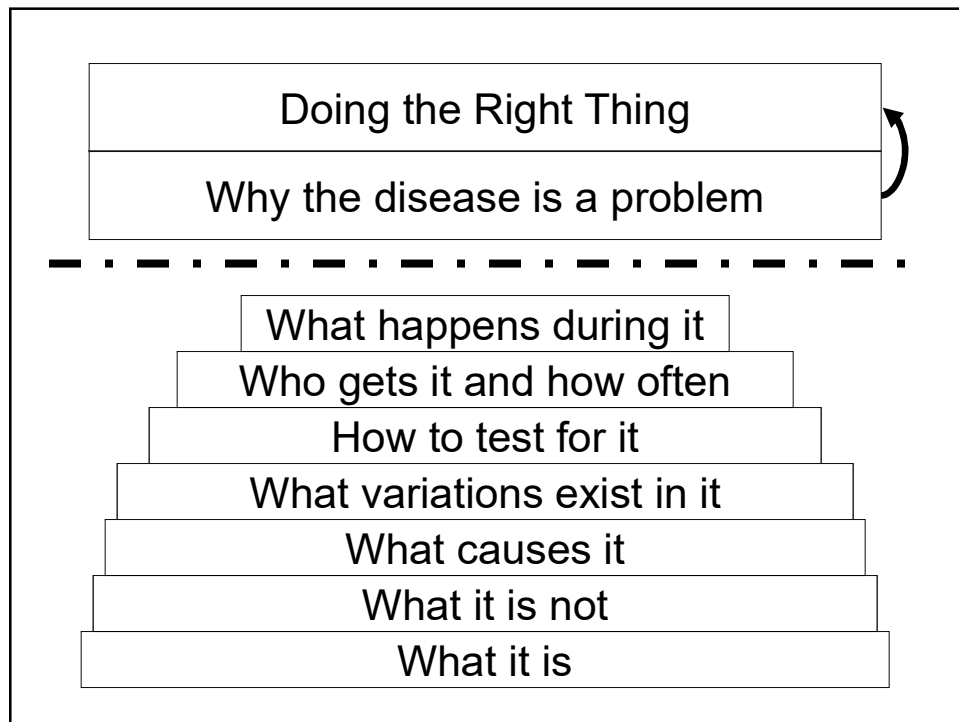 Doing the Right Thing
Why the disease is a problem
What happens during it
Who gets it and how often
How to test for it
What variations exist in it
What causes it
What it is not
What it is